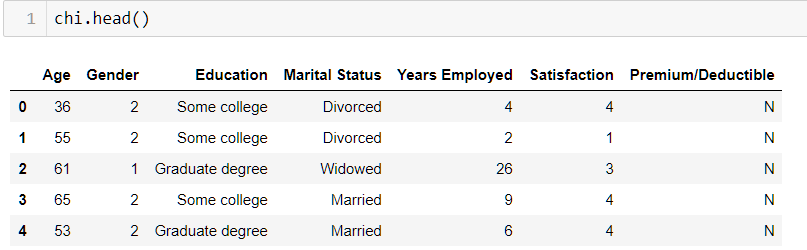 1 chi.head()
Age Gender Education Marital Status Years Employed Satisfaction Premium/Deductible
0 36 2 Some college Divorced 4 4 N
1 55 2 Some college Divorced 2 1 N
2 61 1 Graduate degree Widowed 26 3 N
3 65 2 Some college Married 9 4 N
4 53 2 Graduate degree Married 6 4 N